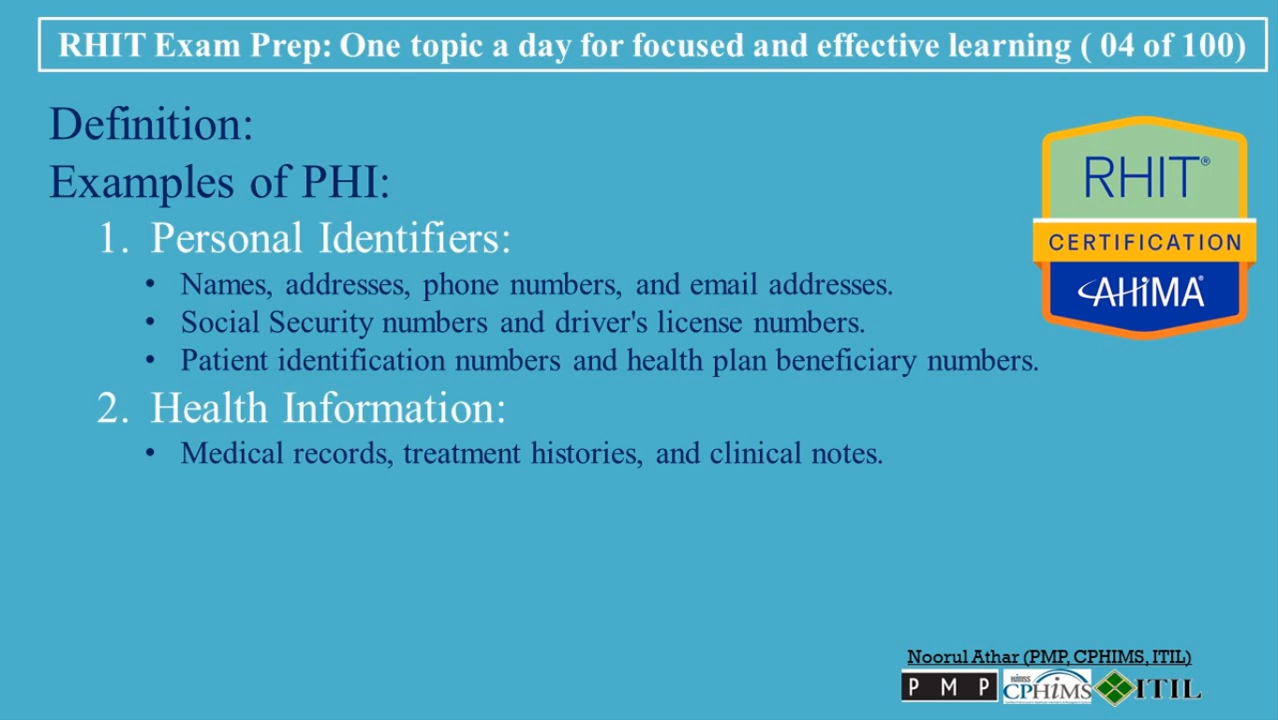 RHIT Exam Prep: One topic a day for focused and effective learning ( 04 of 100)
Definition:
Examples of PHI:
1. Personal Identifiers:
• Names, addresses, phone numbers, and email addresses.
• Social Security numbers and driver's license numbers.
• Patient identification numbers and health plan beneficiary numbers.
2. Health Information:
• Medical records, treatment histories, and clinical notes.
RHIT®
CERTIFICATION
AHiMA®
Noorul Athar (PMP, CPHIMS, ITIL)
P M P
himss
CPHiMS
ITIL